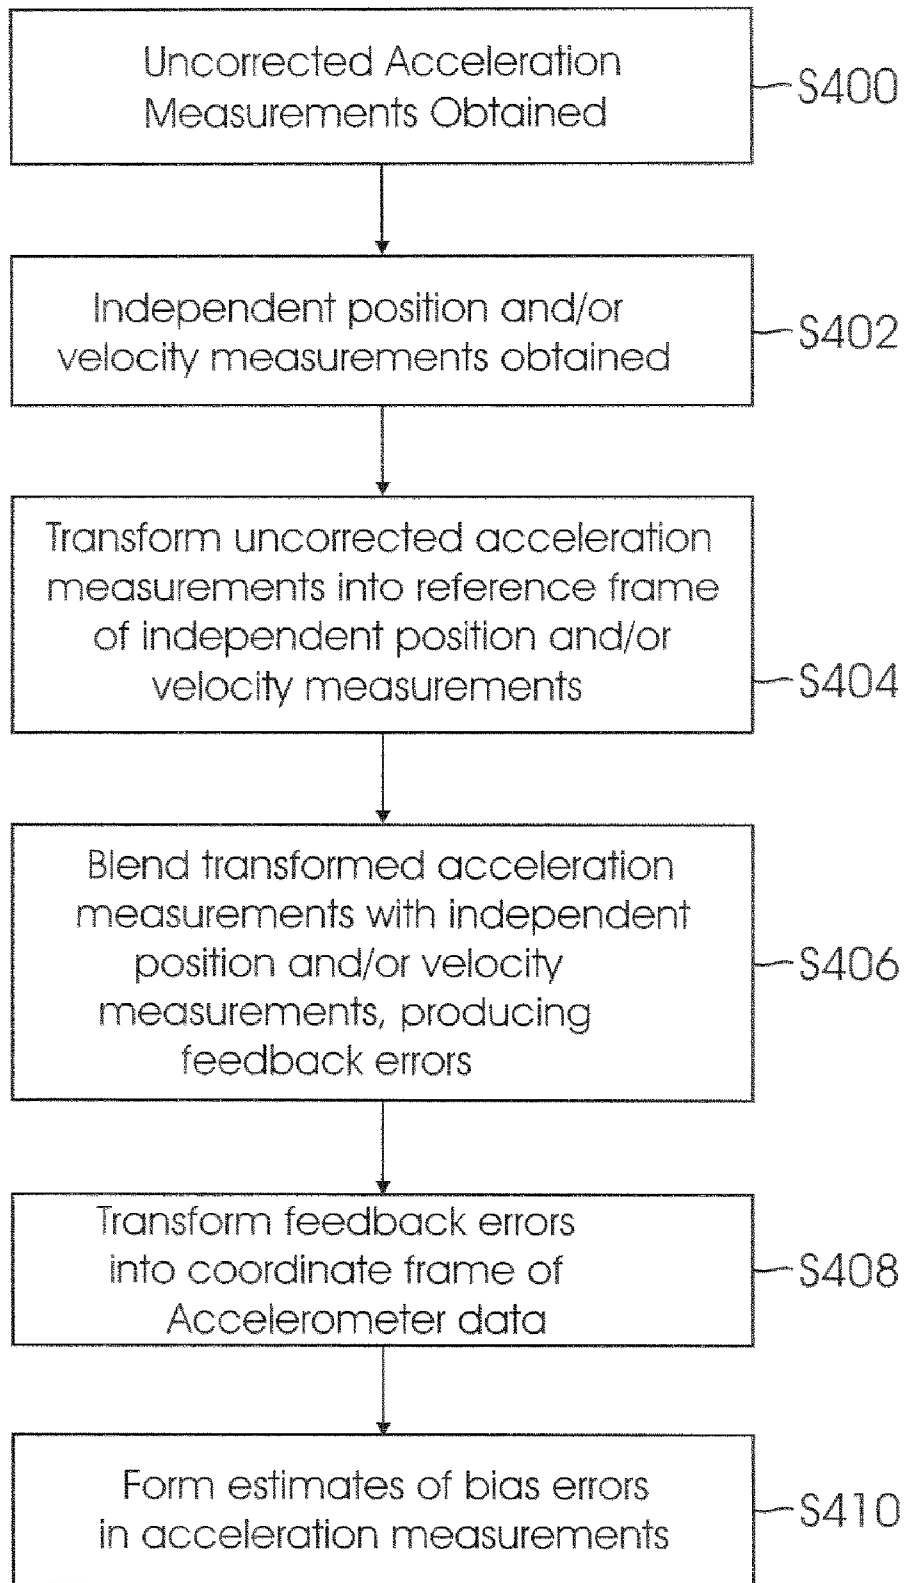 Uncorrected Acceleration
Measurements Obtained
S400
Independent position and/or
velocity measurements obtained
S402
Transform uncorrected acceleration
measurements into reference frame
of independent position and/or
velocity measurements
S404
Blend transformed acceleration
measurements with independent
position and/or velocity
measurements, producing
feedback errors
S406
Transform feedback errors
into coordinate frame of
Accelerometer data
S408
Form estimates of bias errors
in acceleration measurements
S410